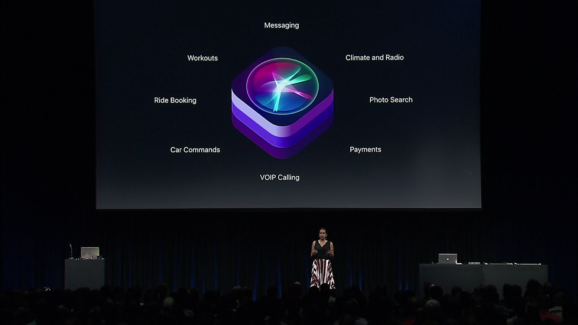 Messaging
Workouts
Climate and Radio
Ride Booking
Photo Search
Car Commands
Payments
VOIP Calling